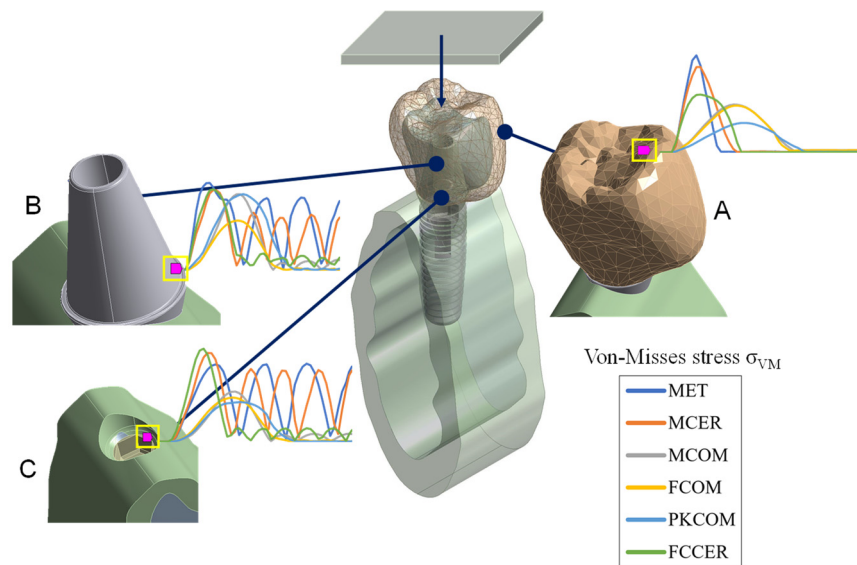 A
B
C
Von-Misses stress σVM
MET
MCER
MCOM
FCOM
PKCOM
FCCER